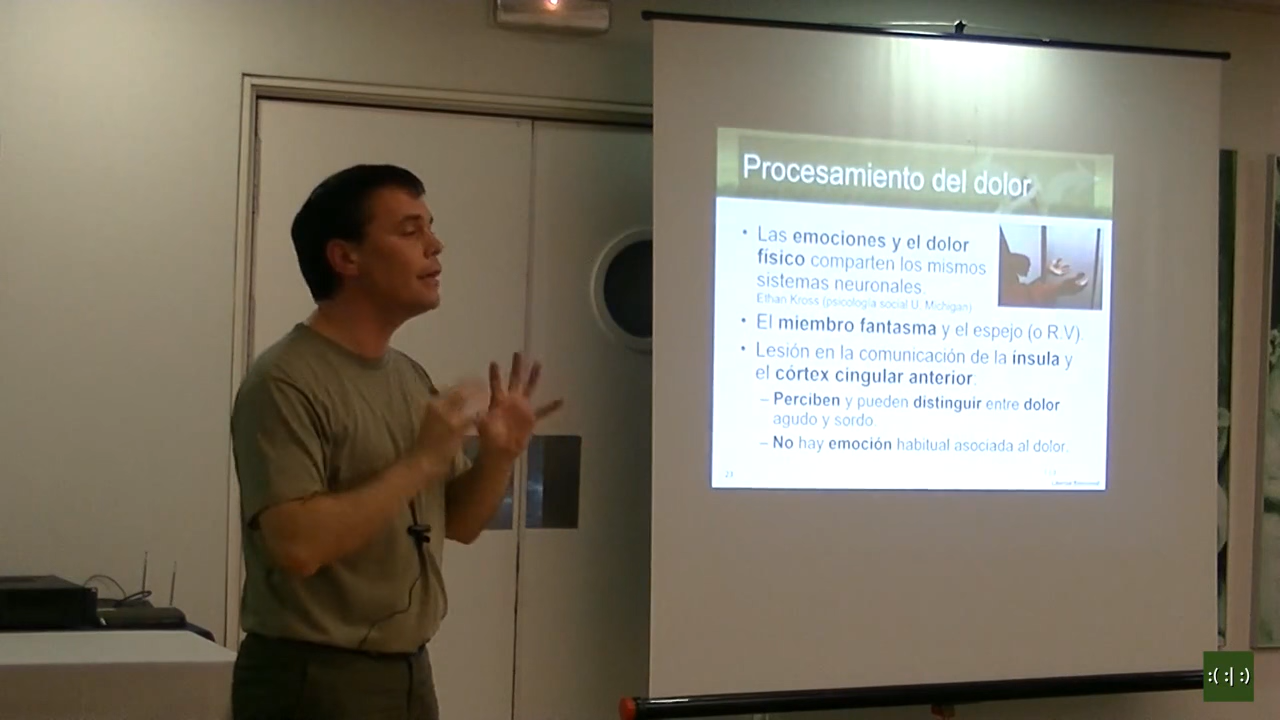 Procesamiento del dolor
• Las emociones y el dolor
físico comparten los mismos
sistemas neuronales.
Ethan Kross (psicología social U. Michigan)
• El miembro fantasma y el espejo (o R.V).
• Lesión en la comunicación de la ínsula y
el córtex cingular anterior.
– Perciben y pueden distinguir entre dolor
agudo y sordo.
– No hay emoción habitual asociada al dolor.
23
:( :| :)